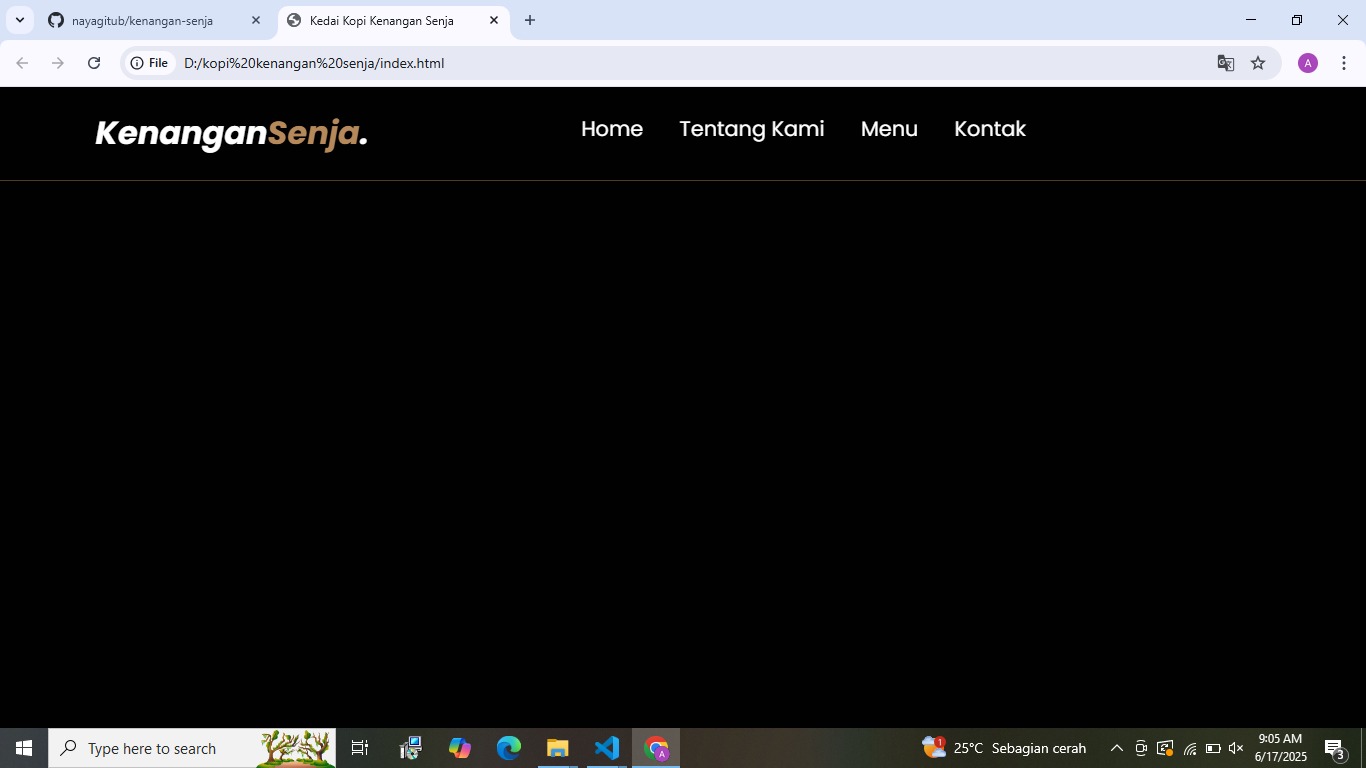 nayagitub/kenangan-senja
Kedai Kopi Kenangan Senja
File
D:/kopi%20kenangan%20senja/index.html
A
KenanganSenja.
Home
Tentang Kami
Menu
Kontak
Type here to search
A
1
25°C Sebagian cerah
9:05 AM
6/17/2025
3